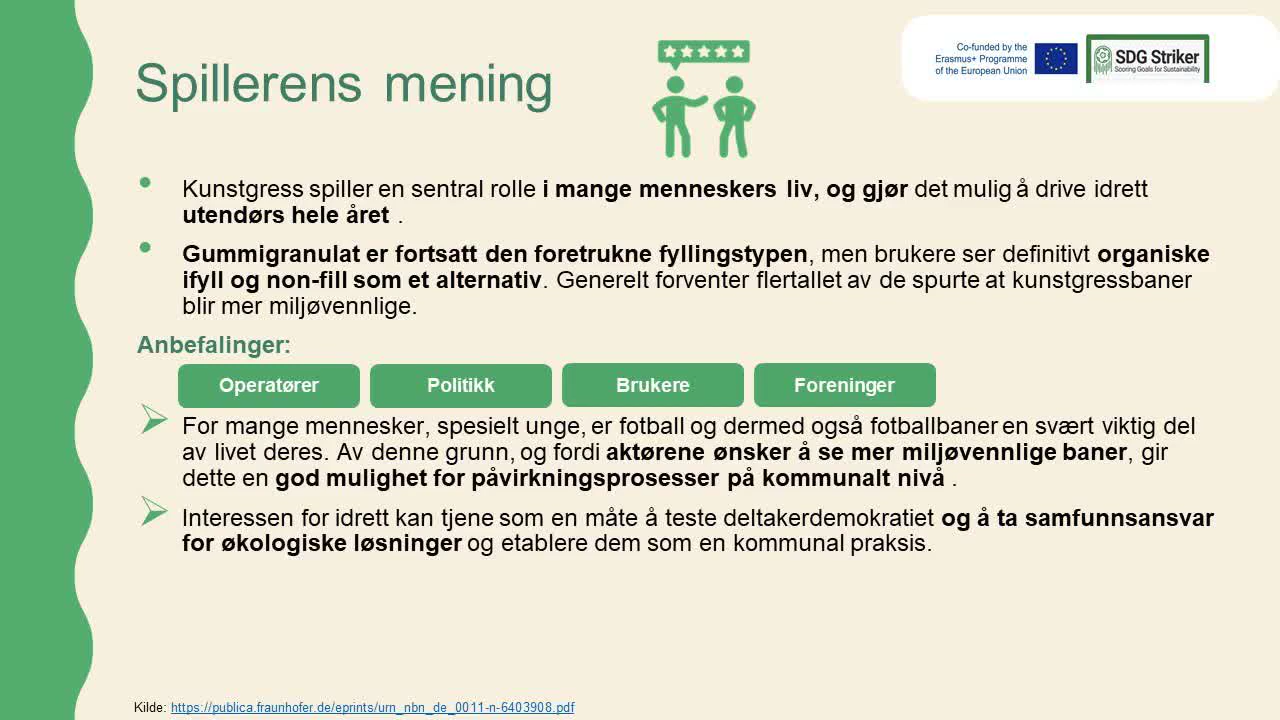 Spillerens mening
Co-funded by the
Erasmus+ Programme
of the European Union
SDG Striker
Scoring Goals for Sustainability
Kunstgress spiller en sentral rolle i mange menneskers liv, og gjør det mulig å drive idrett
utendørs hele året .
Gummigranulat er fortsatt den foretrukne fyllingstypen, men brukere ser definitivt organiske
ifyll og non-fill som et alternativ. Generelt forventer flertallet av de spurte at kunstgressbaner
blir mer miljøvennlige.
Anbefalinger:
Operatører
Politikk
Brukere
Foreninger
For mange mennesker, spesielt unge, er fotball og dermed også fotballbaner en svært viktig del
av livet deres. Av denne grunn, og fordi aktørene ønsker å se mer miljøvennlige baner, gir
dette en god mulighet for påvirkningsprosesser på kommunalt nivå .
Interessen for idrett kan tjene som en måte å teste deltakerdemokratiet og å ta samfunnsansvar
for økologiske løsninger og etablere dem som en kommunal praksis.
Kilde: https://publica.fraunhofer.de/eprints/urn_nbn_de_0011-n-6403908.pdf